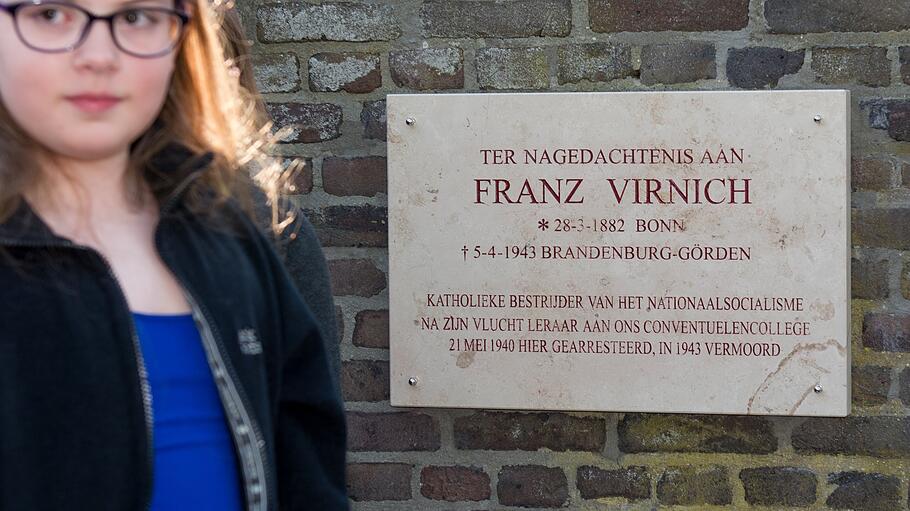 TER NAGEDACHTENIS AAN
FRANZ VIRNICH
* 28-3-1882 BONN
† 5-4-1943 BRANDENBURG-GÖRDEN
KATHOLIEKE BESTRIJDER VAN HET NATIONAALSOCIALISME
NA ZIJN VLUCHT LERAAR AAN ONS CONVENTUELENCOLLEGE
21 MEI 1940 HIER GEARRESTEERD, IN 1943 VERMOORD